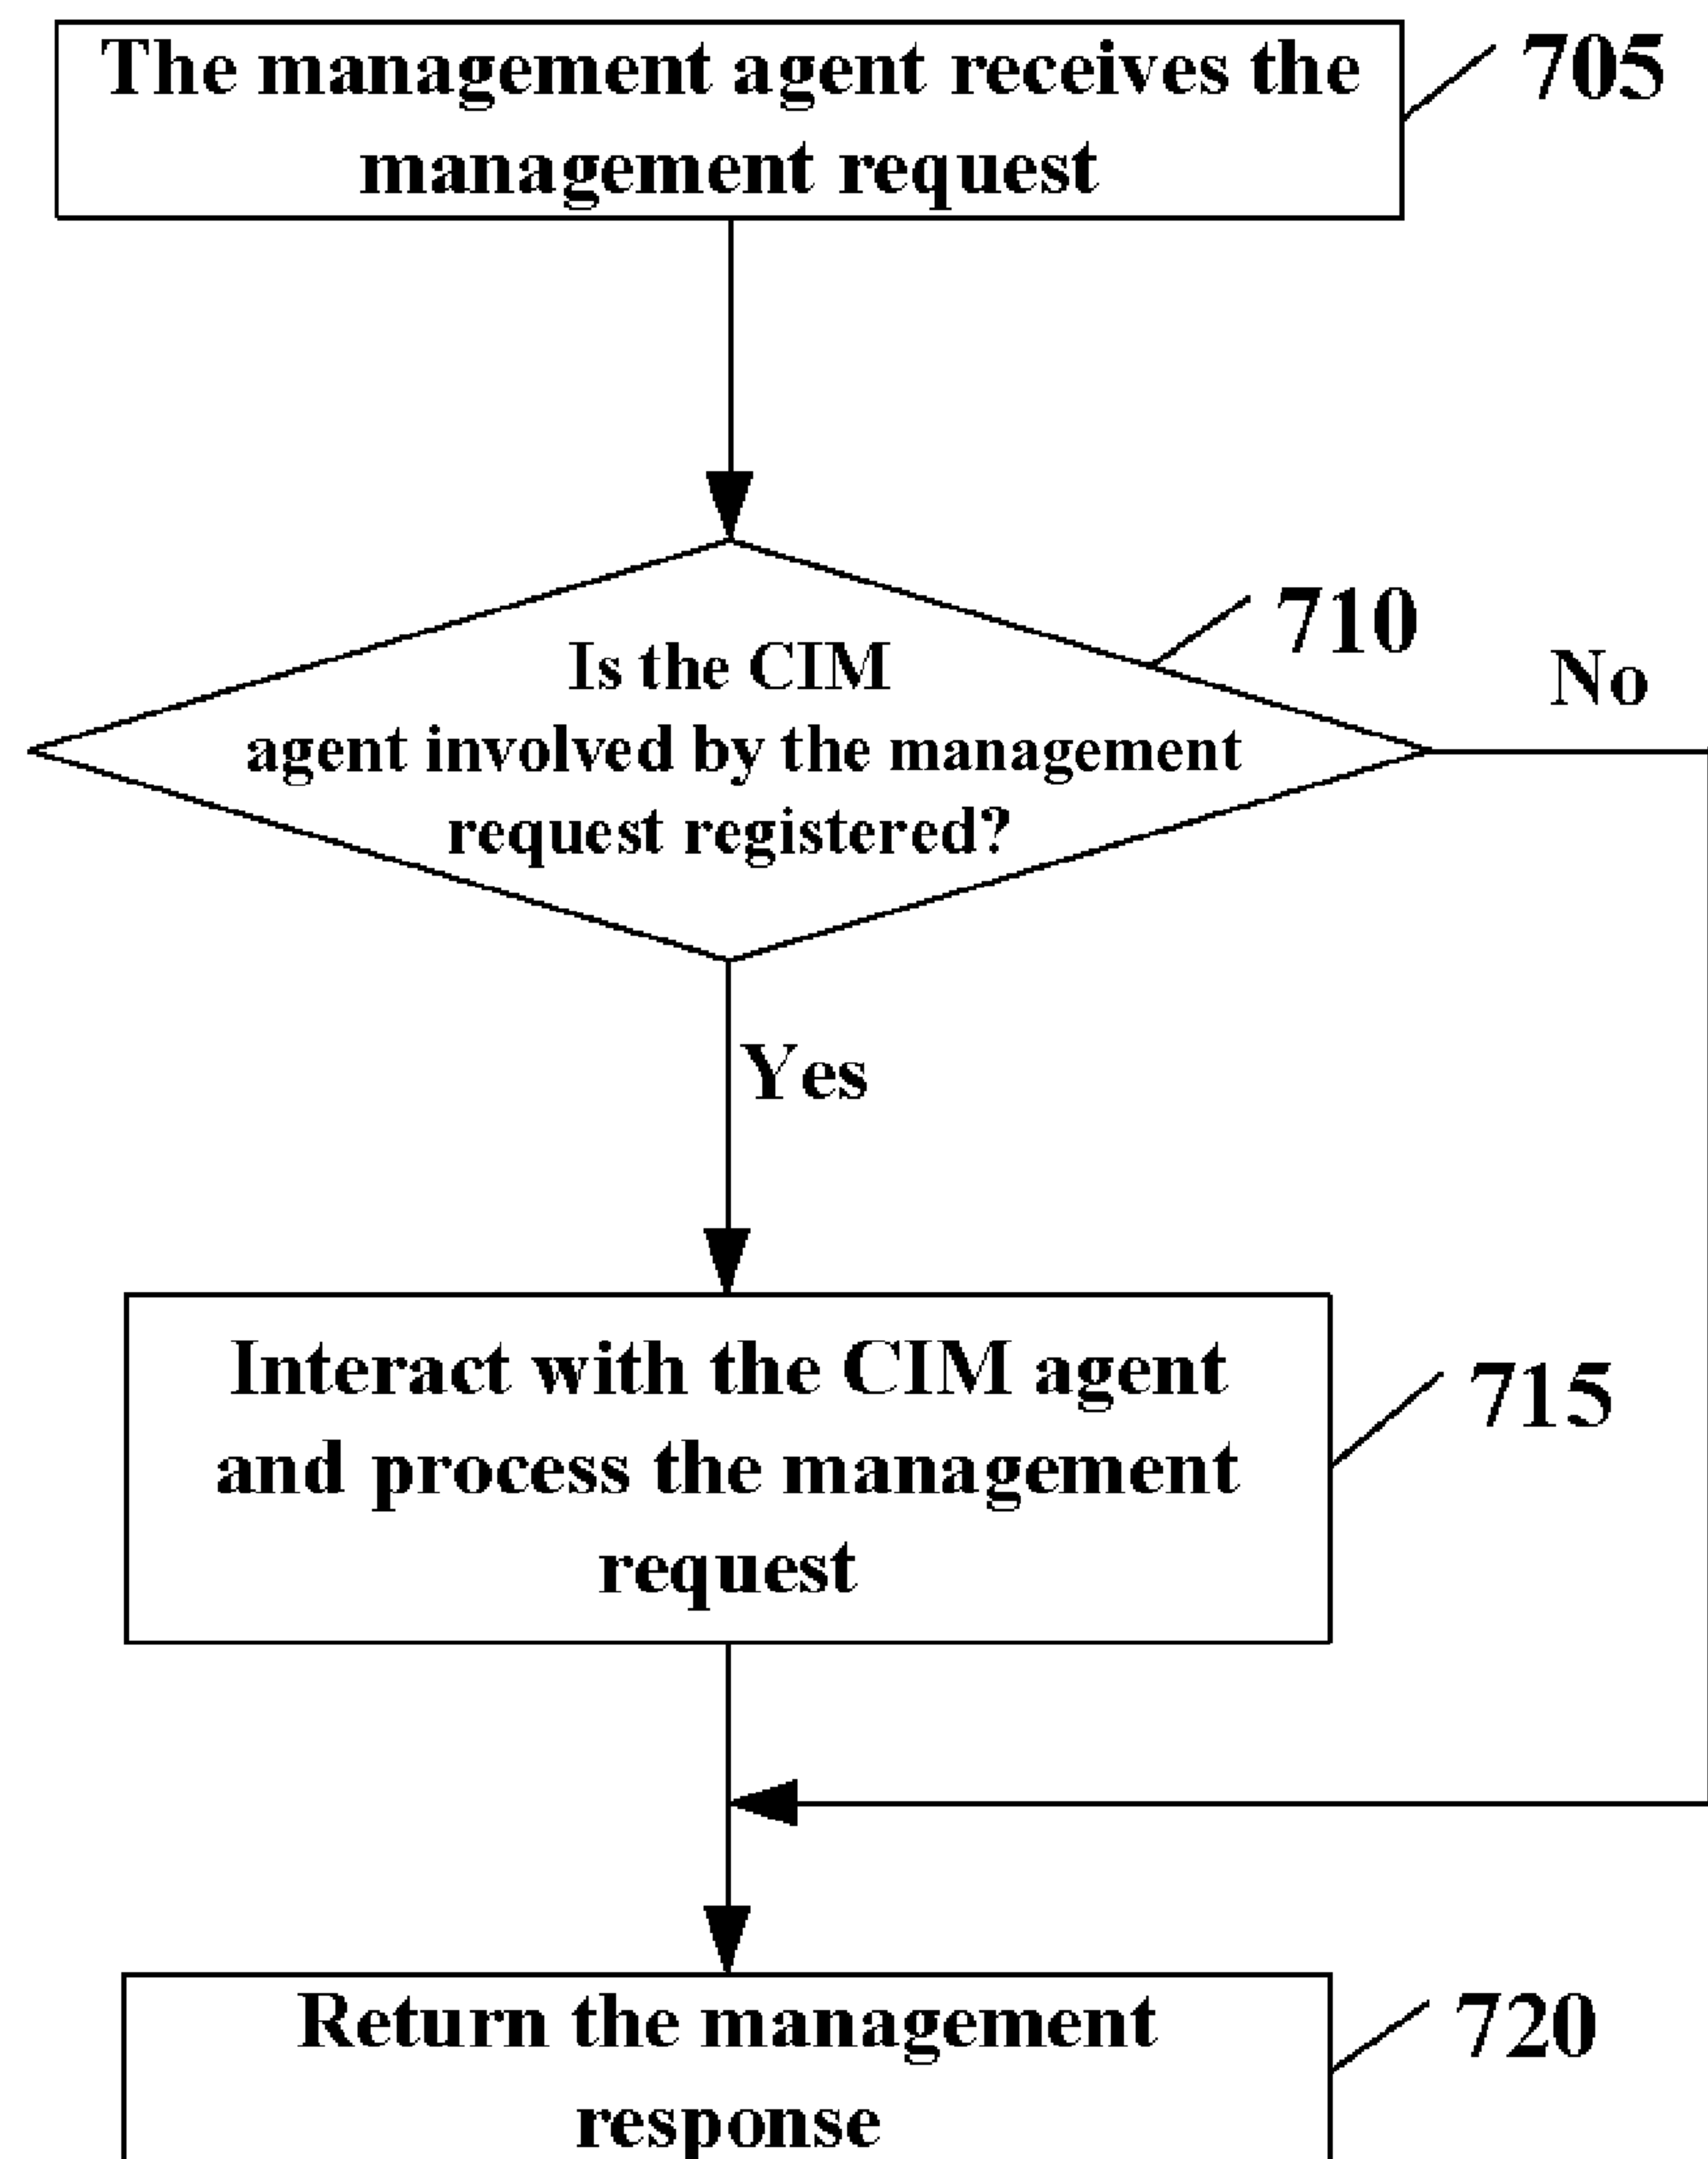 The management agent receives the
management request
705
Is the CIM
agent involved by the management
request registered?
710
No
Yes
Interact with the CIM agent
and process the management
request
715
Return the management
response
720